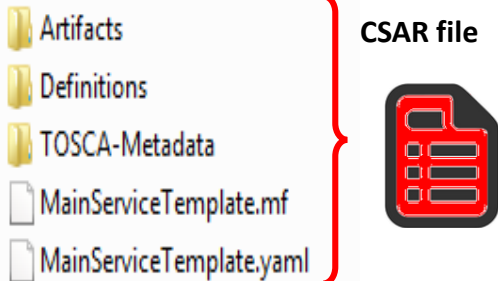 Artifacts
CSAR file
Definitions
TOSCA-Metadata
MainServiceTemplate.mf
MainServiceTemplate.yaml